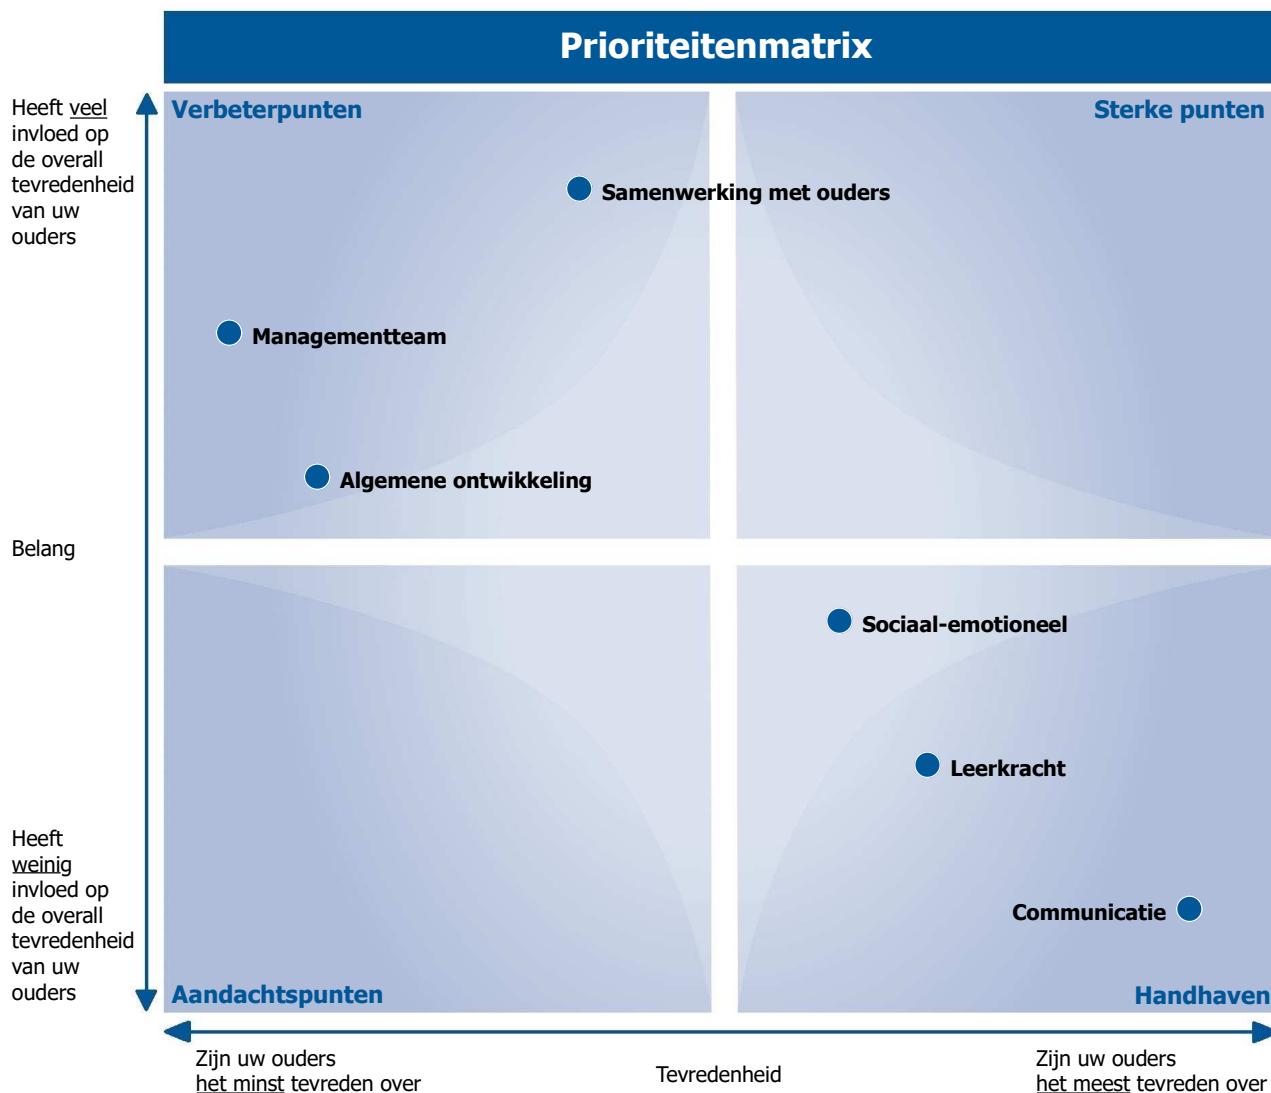 Prioriteitenmatrix
Heeft veel
invloed op
de overall
tevredenheid
van uw
ouders
Verbeterpunten
Sterke punten
Samenwerking met ouders
Managementteam
Algemene ontwikkeling
Belang
Sociaal-emotioneel
Leerkracht
Communicatie
Heeft
weinig
invloed op
de overall
tevredenheid
van uw
ouders
Aandachtspunten
Handhaven
Zijn uw ouders
het minst tevreden over
Tevredenheid
Zijn uw ouders
het meest tevreden over